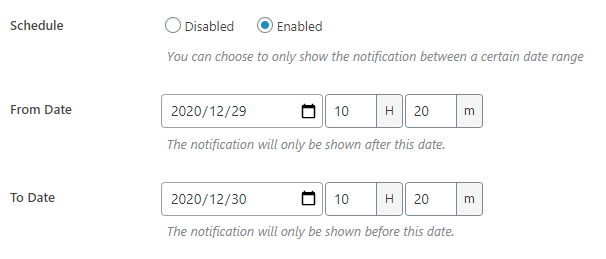 Schedule Disabled Enabled
You can choose to only show the notification between a certain date range
From Date 2020/12/29 10 H 20 m
The notification will only be shown after this date.
To Date 2020/12/30 10 H 20 m
The notification will only be shown before this date.